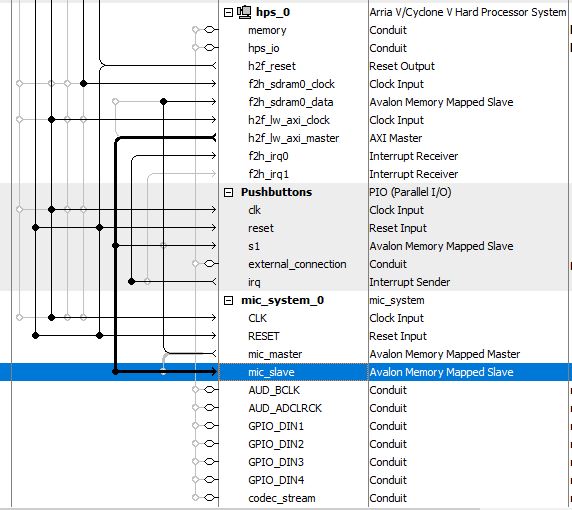 hps_0 Arria V/Cyclone V Hard Processor System
memory Conduit
hps_io Conduit
h2f_reset Reset Output
f2h_sdram0_clock Clock Input
f2h_sdram0_data Avalon Memory Mapped Slave
h2f_lw_axi_clock Clock Input
h2f_lw_axi_master AXI Master
f2h_irq0 Interrupt Receiver
f2h_irq1 Interrupt Receiver
Pushbuttons PIO (Parallel I/O)
clk Clock Input
reset Reset Input
s1 Avalon Memory Mapped Slave
external_connection Conduit
irq Interrupt Sender
mic_system_0 mic_system
CLK Clock Input
RESET Reset Input
mic_master Avalon Memory Mapped Master
mic_slave Avalon Memory Mapped Slave
AUD_BCLK Conduit
AUD_ADCLRCK Conduit
GPIO_DIN1 Conduit
GPIO_DIN2 Conduit
GPIO_DIN3 Conduit
GPIO_DIN4 Conduit
codec_stream Conduit